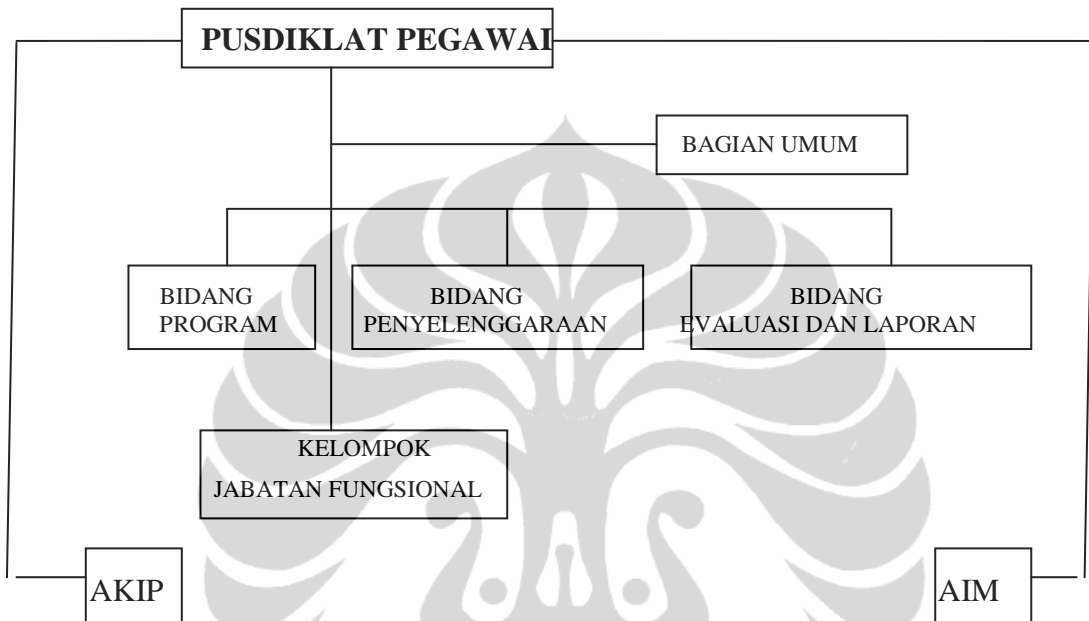 PUSDIKLAT PEGAWAI
BAGIAN UMUM
BIDANG
PROGRAM
BIDANG
PENYELENGGARAAN
BIDANG
EVALUASI DAN LAPORAN
KELOMPOK
JABATAN FUNGSIONAL
AKIP
AIM